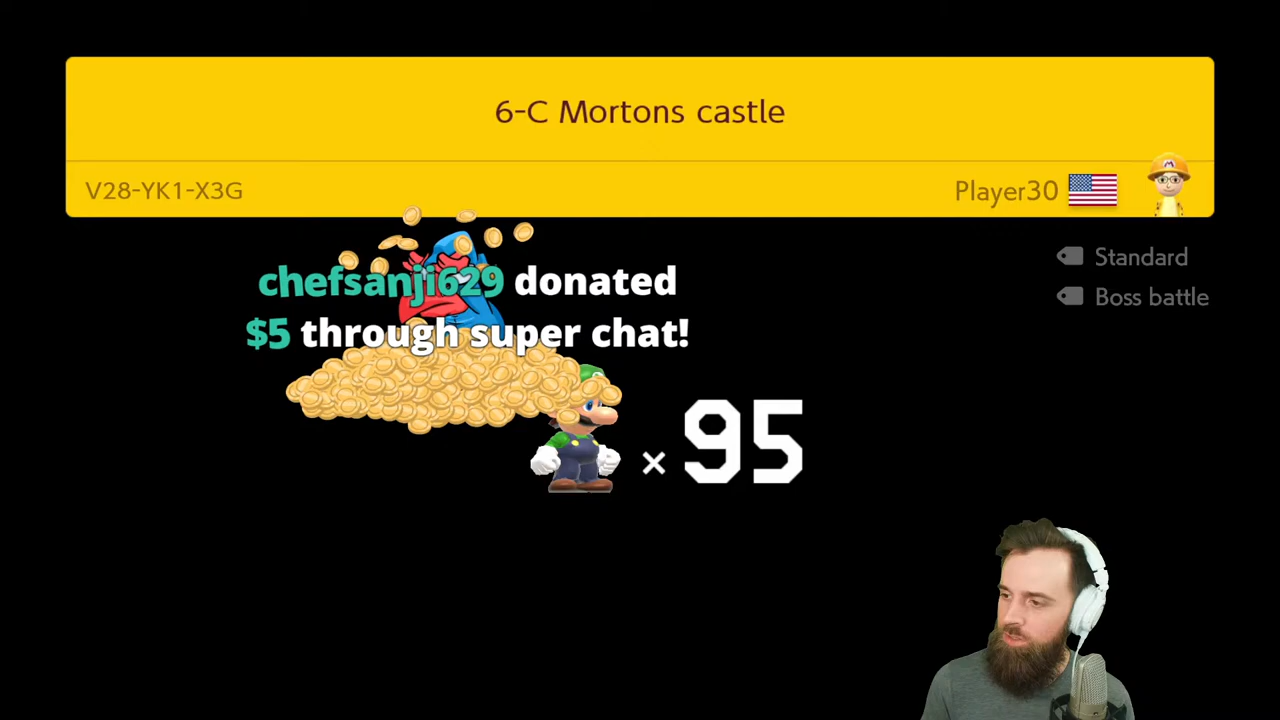 6-C Mortons castle
V28-YK1-X3G
Player30
Standard
Boss battle
chefsanji629 donated
$5 through super chat!
× 95